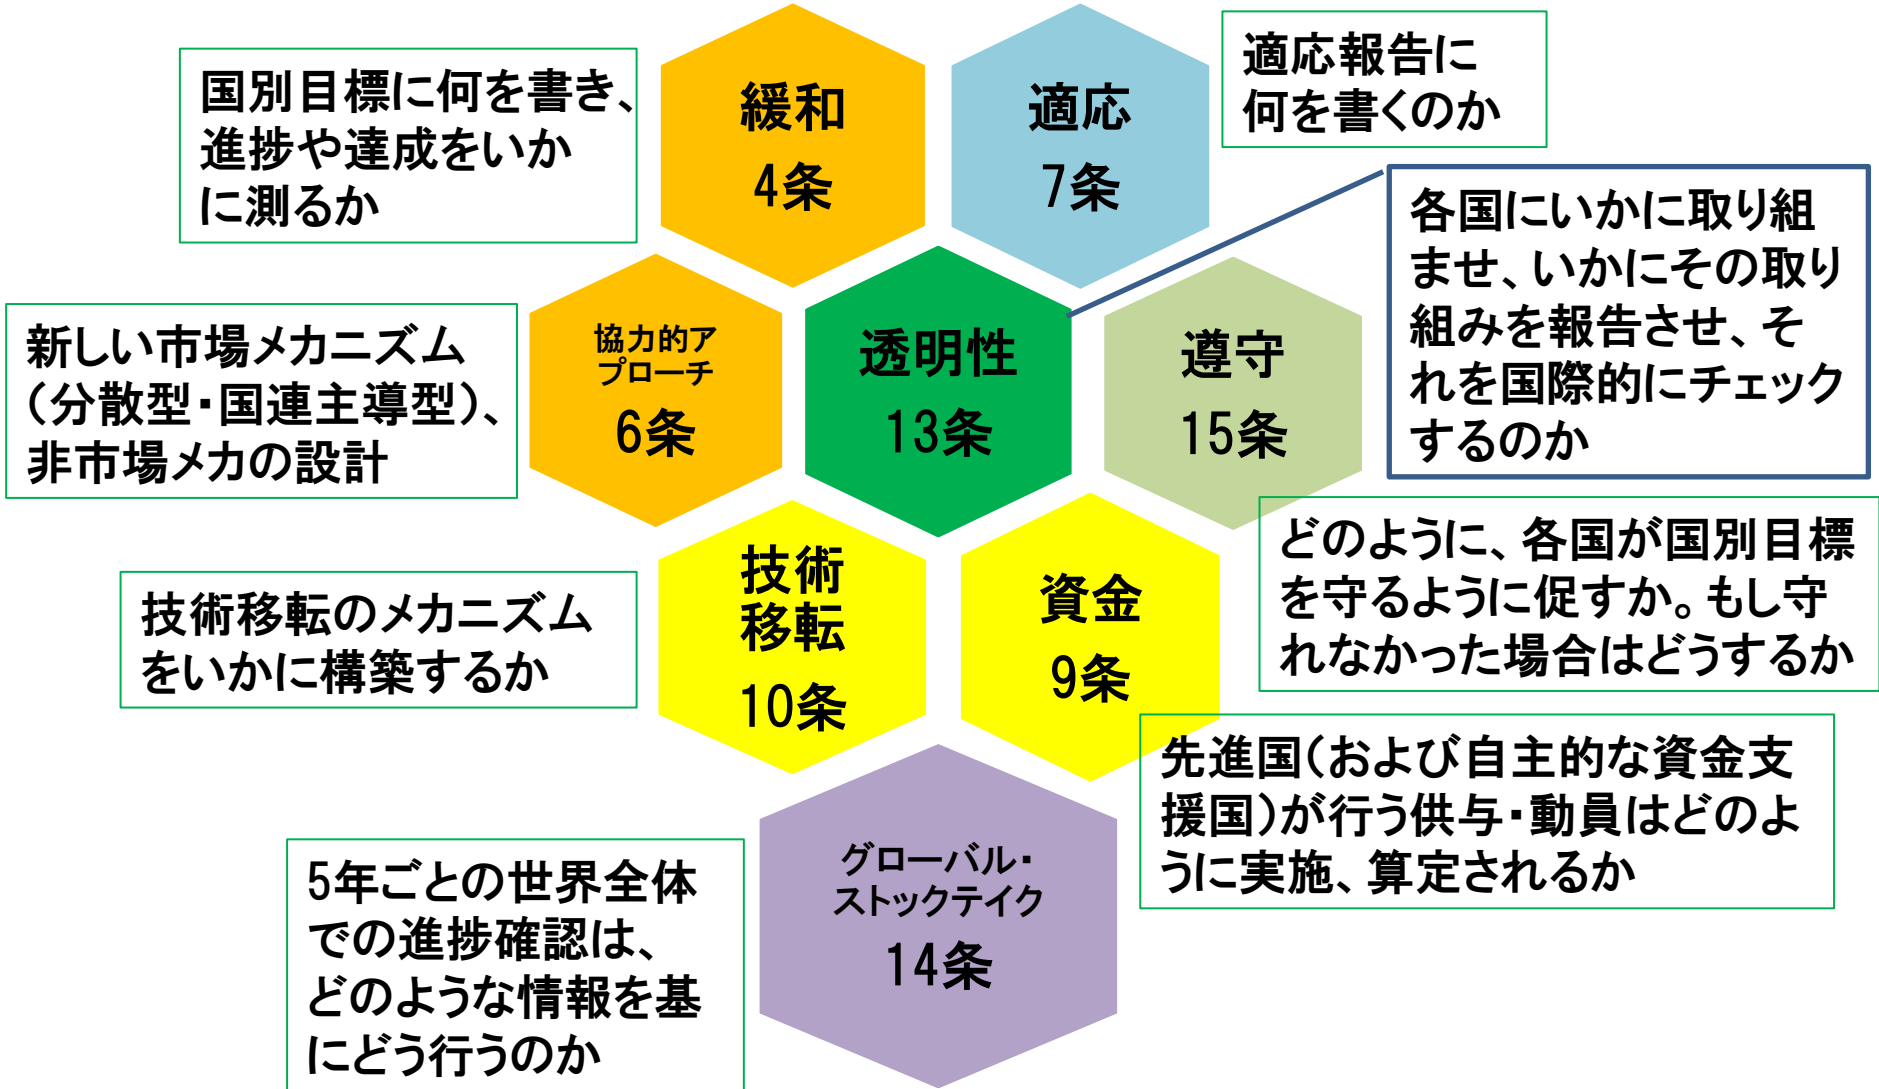 国別目標に何を書き、
進捗や達成をいか
に測るか
緩和
4条
適応
7条
適応報告に
何を書くのか
各国にいかに取り組
ませ、いかにその取り
組みを報告させ、そ
れを国際的にチェック
するのか
新しい市場メカニズム
（分散型・国連主導型）、
非市場メカの設計
協力的ア
プローチ
6条
透明性
13条
遵守
15条
どのように、各国が国別目標
を守るように促すか。もし守
れなかった場合はどうするか
技術移転のメカニズム
をいかに構築するか
技術
移転
10条
資金
9条
先進国（および自主的な資金支
援国）が行う供与・動員はどのよ
うに実施、算定されるか
5年ごとの世界全体
での進捗確認は、
どのような情報を基
にどう行うのか
グローバル・
ストックテイク
14条